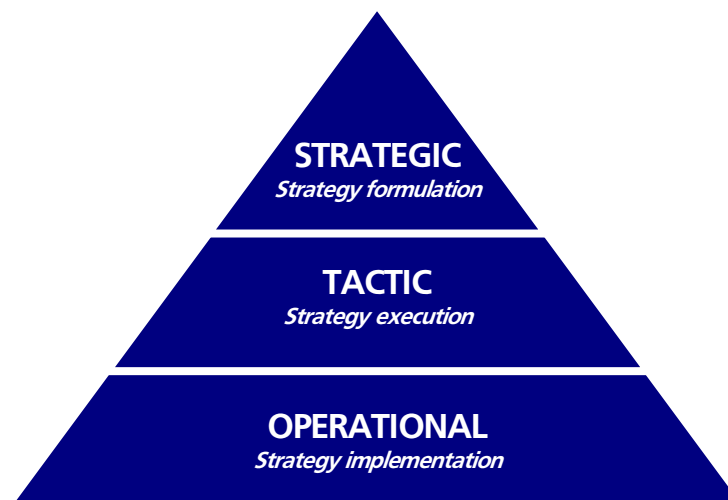 STRATEGIC
Strategy formulation
TACTIC
Strategy execution
OPERATIONAL
Strategy implementation